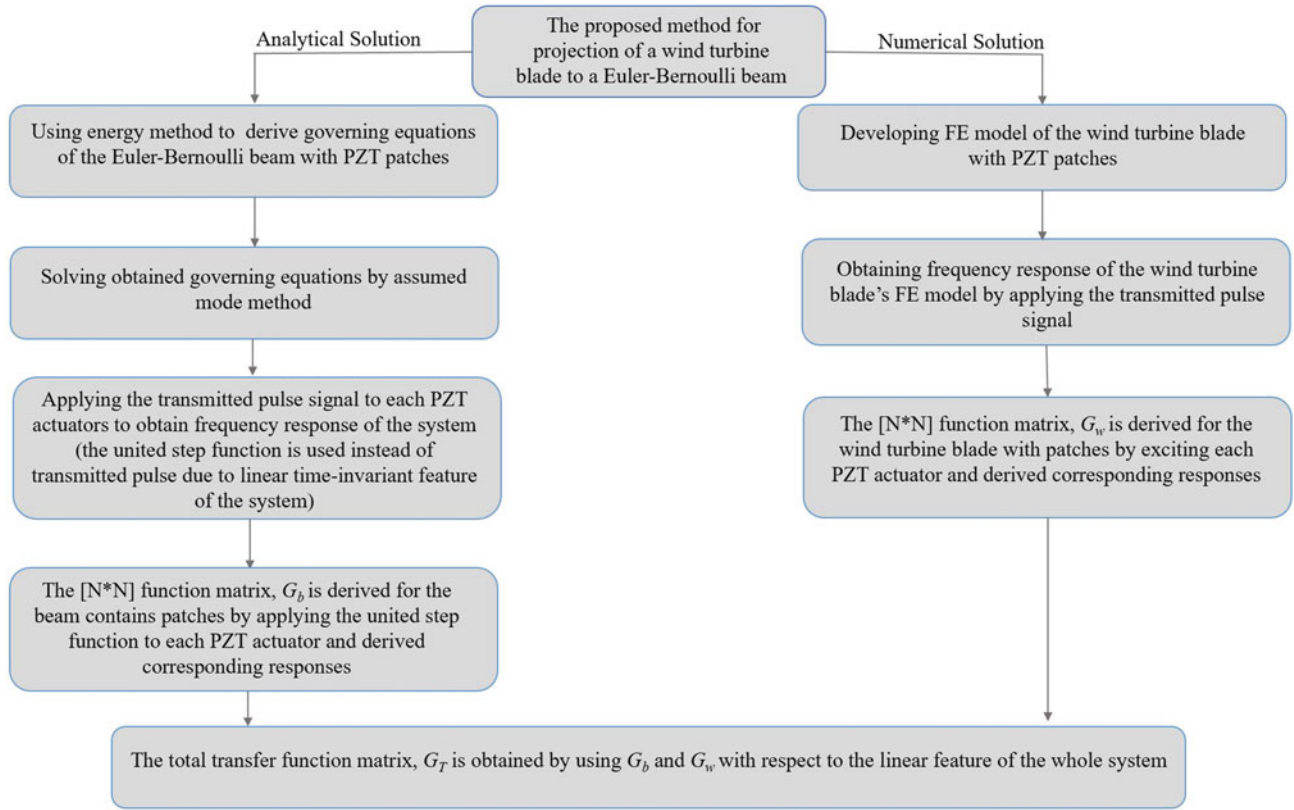 The proposed method for
projection of a wind turbine
blade to a Euler-Bernoulli beam
Analytical Solution
Numerical Solution
Using energy method to derive governing equations
of the Euler-Bernoulli beam with PZT patches
Solving obtained governing equations by assumed
mode method
Applying the transmitted pulse signal to each PZT
actuators to obtain frequency response of the system
(the united step function is used instead of
transmitted pulse due to linear time-invariant feature
of the system)
The [N*N] function matrix, G_b is derived for the
beam contains patches by applying the united step
function to each PZT actuator and derived
corresponding responses
Developing FE model of the wind turbine blade
with PZT patches
Obtaining frequency response of the wind turbine
blade’s FE model by applying the transmitted pulse
signal
The [N*N] function matrix, G_w is derived for the
wind turbine blade with patches by exciting each
PZT actuator and derived corresponding responses
The total transfer function matrix, G_T is obtained by using G_b and G_w with respect to the linear feature of the whole system